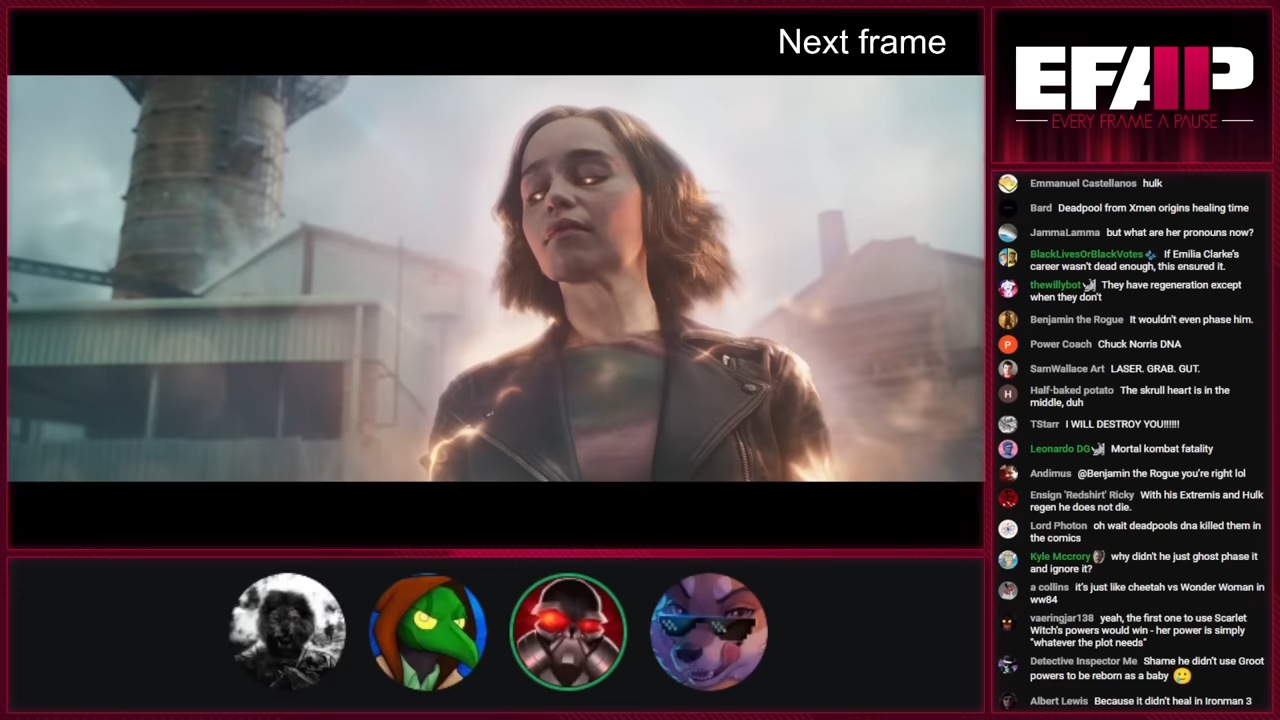 Next frame
EFAP
EVERY FRAME A PAUSE
Emmanuel Castellanos hulk
Bard Deadpool from Xmen origins healing time
JammaLamma but what are her pronouns now?
BlackLivesOrBlackVotes If Emilia Clarke's
career wasn't dead enough, this ensured it.
thewillybot They have regeneration except
when they don't
Benjamin the Rogue It wouldn't even phase him.
P Power Coach Chuck Norris DNA
SamWallace Art LASER. GRAB. GUT.
H Half-baked potato The skrull heart is in the
middle, duh
TStarr I WILL DESTROY YOU!!!!!!
Leonardo DG Mortal kombat fatality
Andimus @Benjamin the Rogue you're right lol
Ensign 'Redshirt' Ricky With his Extremis and Hulk
regen he does not die.
Lord Photon oh wait deadpools dna killed them in
the comics
Kyle Mccrory why didn't he just ghost phase it
and ignore it?
a collins it's just like cheetah vs Wonder Woman in
ww84
vaeringjar138 yeah, the first one to use Scarlet
Witch's powers would win - her power is simply
"whatever the plot needs"
Detective Inspector Me Shame he didn't use Groot
powers to be reborn as a baby 🥲
Albert Lewis Because it didn't heal in Ironman 3